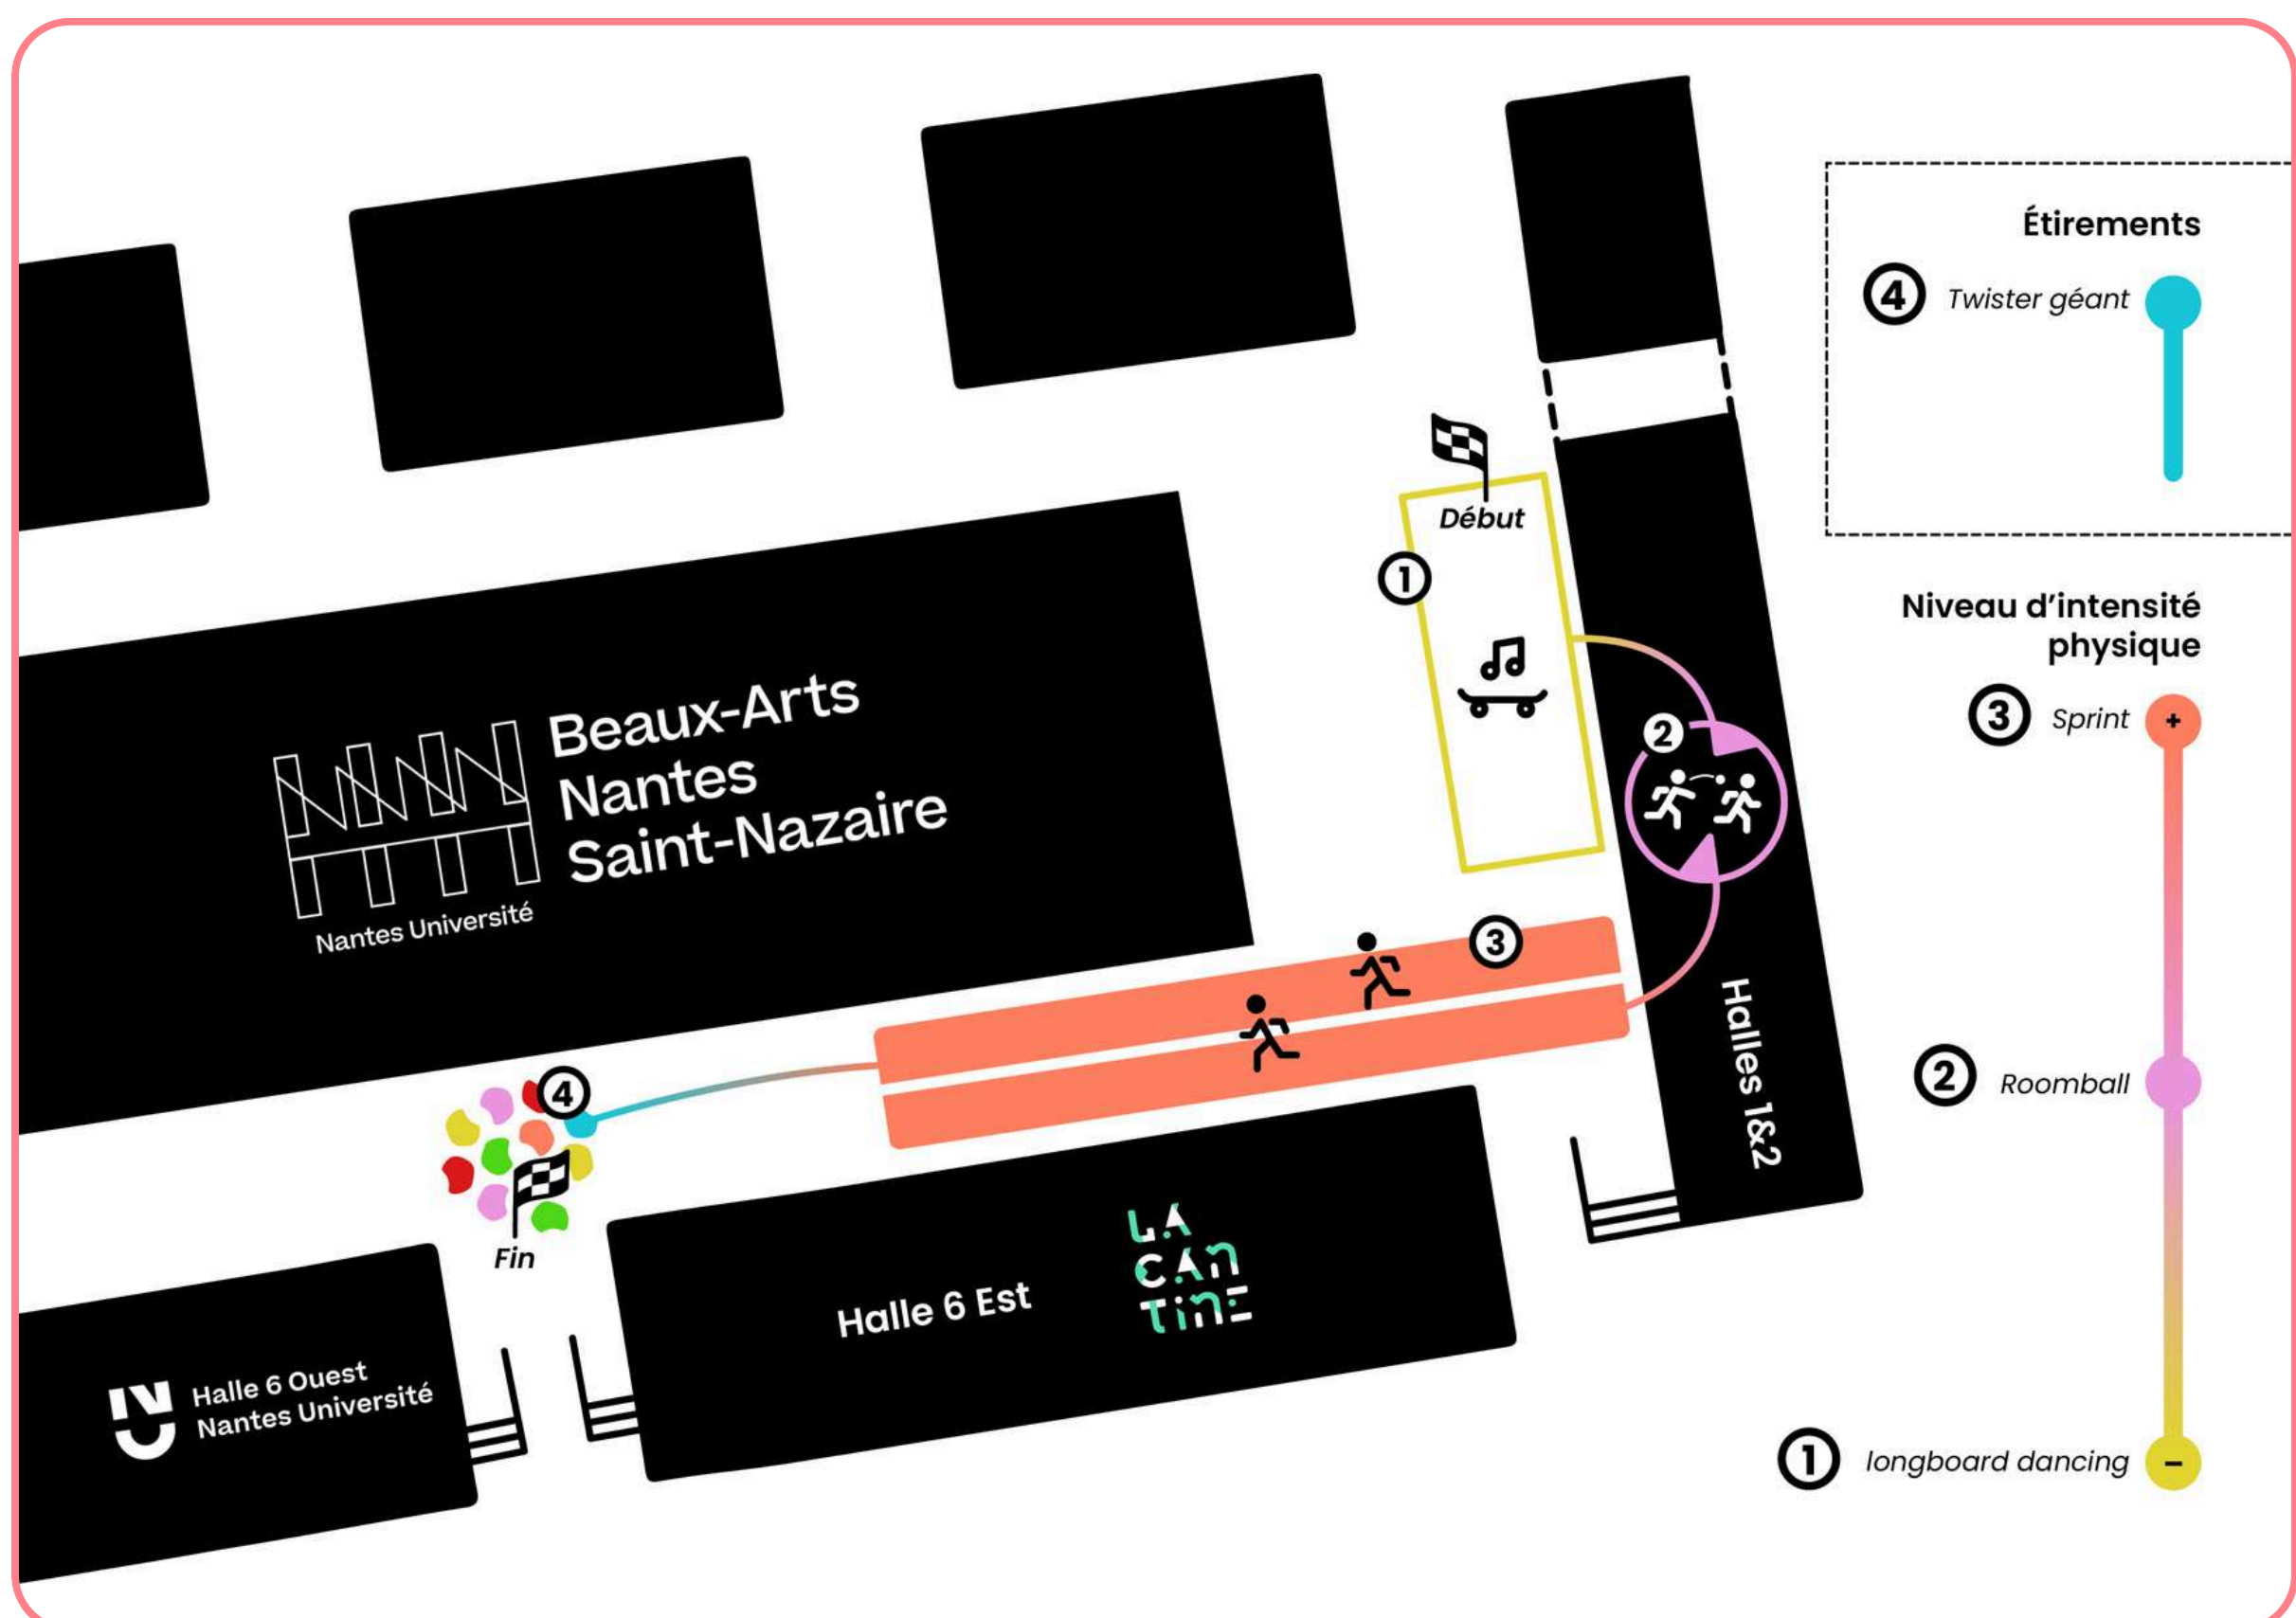 Étirements
4 Twister géant
Niveau d'intensité
physique
3 Sprint
+
2 Roomball
1 longboard dancing
−
Début
1
2
3
4
Fin
Beaux-Arts
Nantes
Saint-Nazaire
Nantes Université
Halles 1&2
Halle 6 Est
LA
CAN
TINE
Halle 6 Ouest
Nantes Université